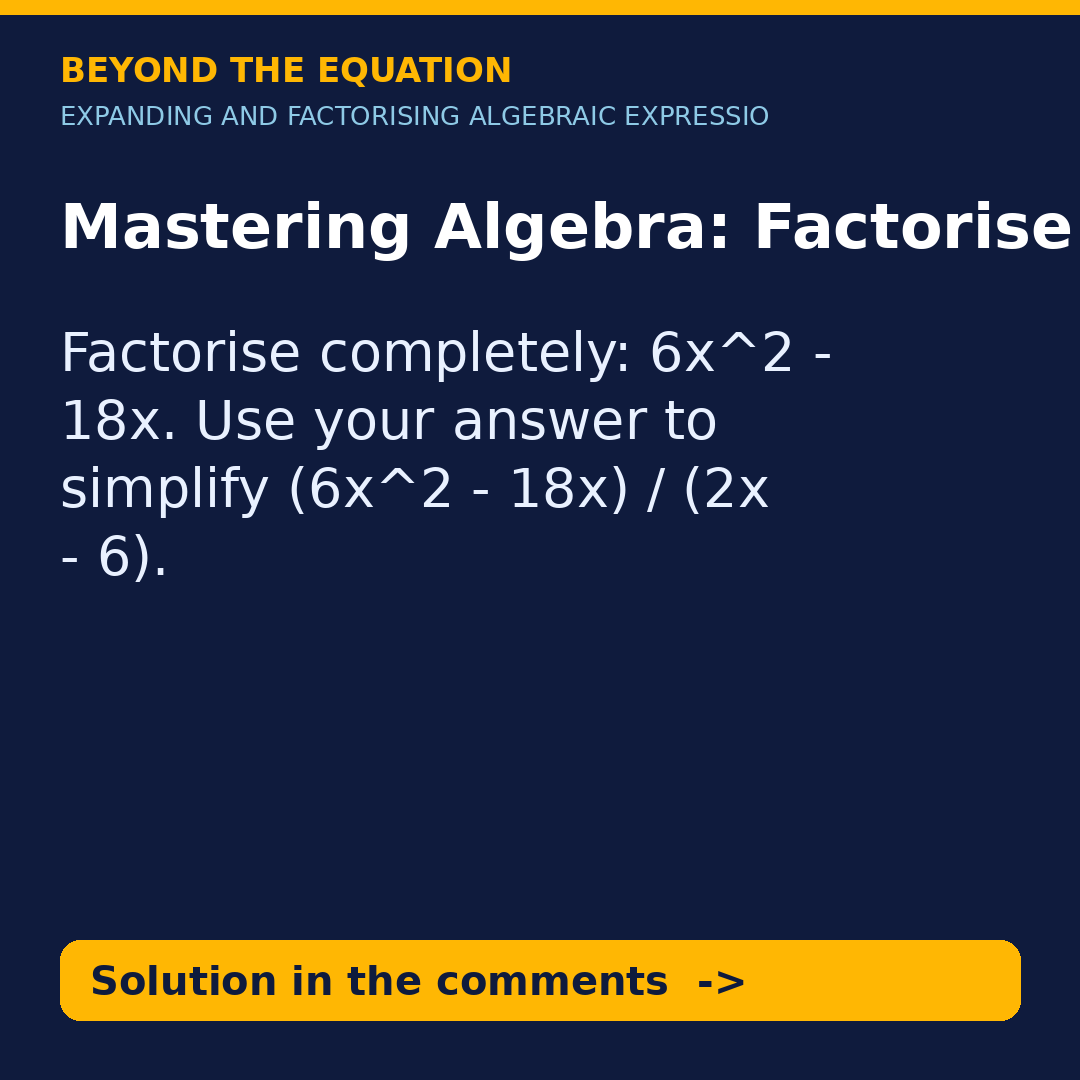 BEYOND THE EQUATION
EXPANDING AND FACTORISING ALGEBRAIC EXPRESSIO
Mastering Algebra: Factorise
Factorise completely: 6x^2 -
18x. Use your answer to
simplify (6x^2 - 18x) / (2x
- 6).
Solution in the comments  ->